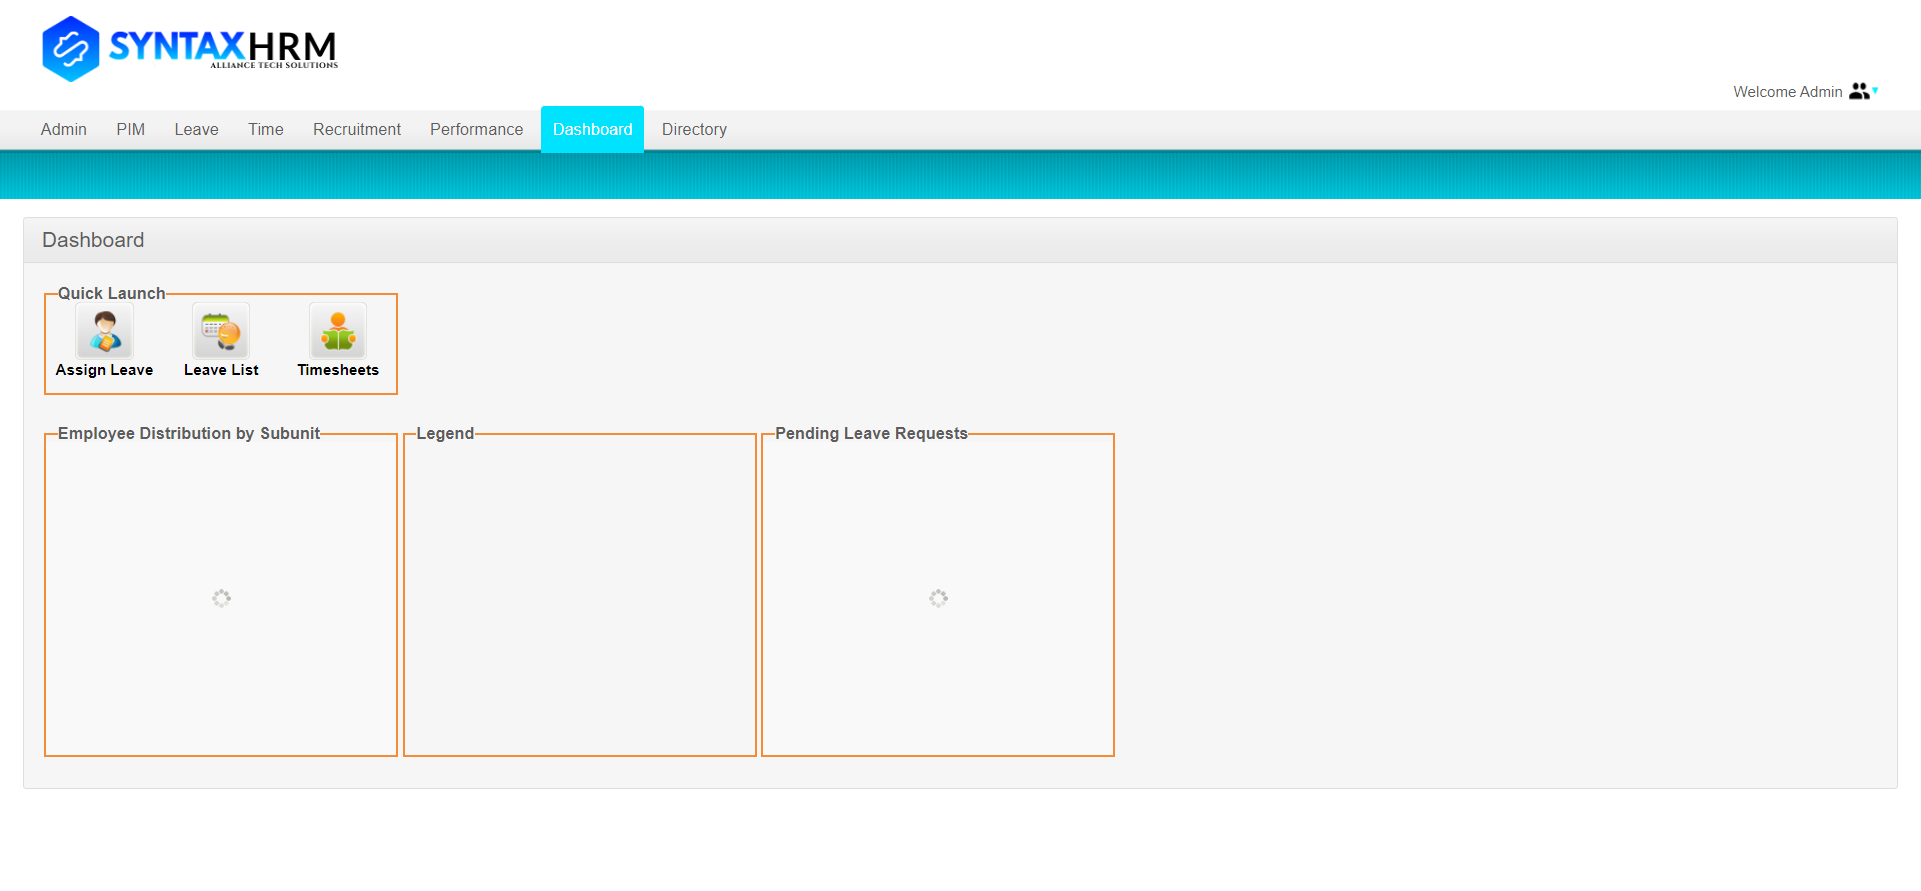 SYNTAXHRM
ALLIANCE TECH SOLUTIONS
Welcome Admin
Admin PIM Leave Time Recruitment Performance Dashboard Directory
Dashboard
Quick Launch
Assign Leave Leave List Timesheets
Employee Distribution by Subunit Legend Pending Leave Requests